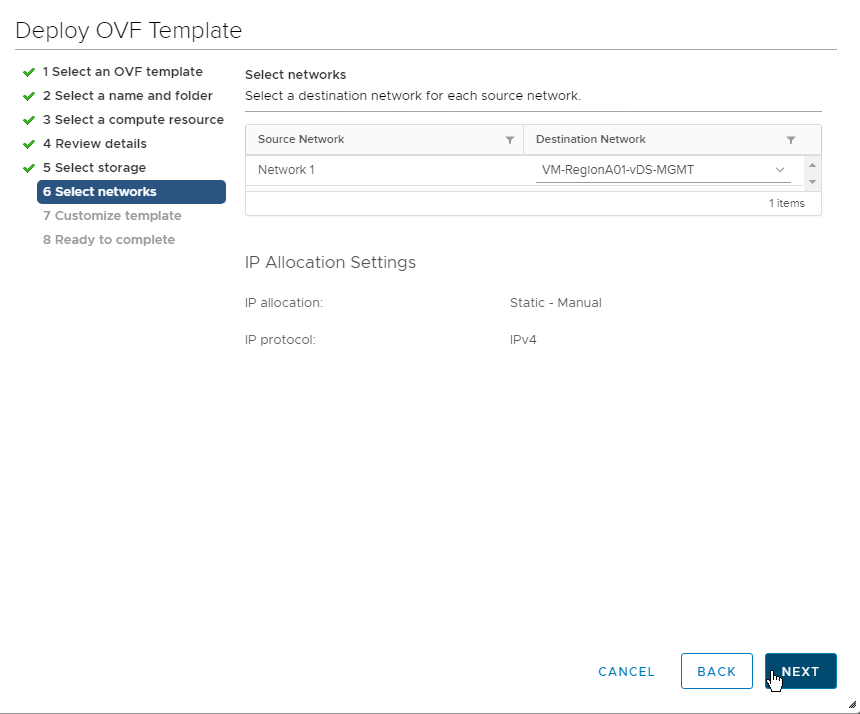 Deploy OVF Template
1 Select an OVF template
2 Select a name and folder
3 Select a compute resource
4 Review details
5 Select storage
6 Select networks
7 Customize template
8 Ready to complete
Select networks
Select a destination network for each source network.
Source Network Destination Network
Network 1 VM-RegionA01-vDS-MGMT
1 items
IP Allocation Settings
IP allocation: Static - Manual
IP protocol: IPv4
CANCEL BACK NEXT